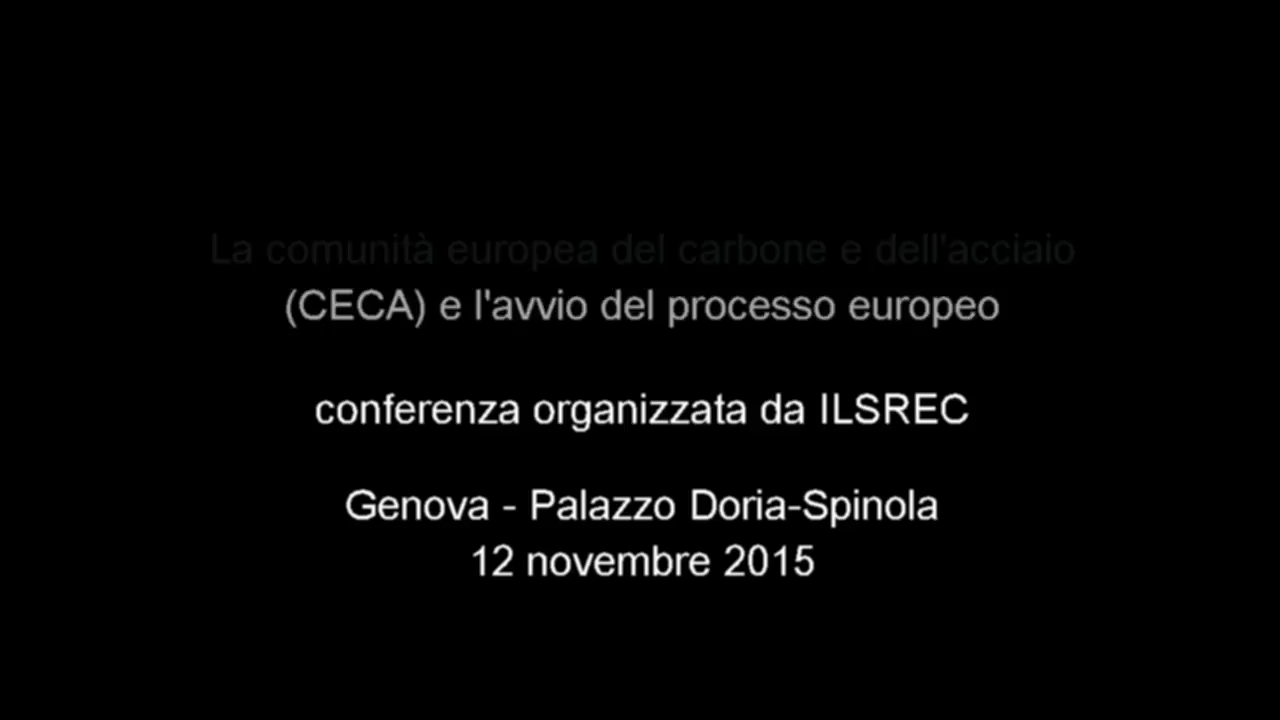 La comunità europea del carbone e dell'acciaio
(CECA) e l'avvio del processo europeo
conferenza organizzata da ILSREC
Genova - Palazzo Doria-Spinola
12 novembre 2015